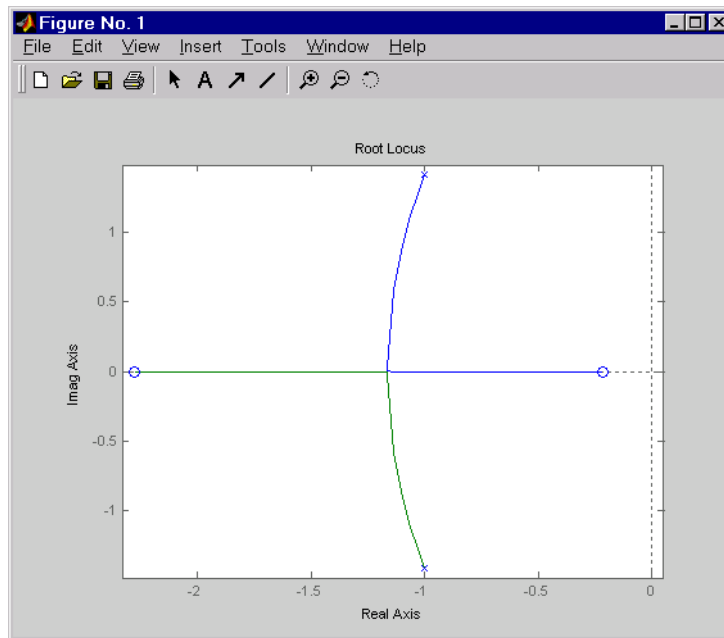 Figure No. 1
File Edit View Insert Tools Window Help
A
Root Locus
1
0.5
0
-0.5
-1
Imag Axis
-2 -1.5 -1 -0.5 0
Real Axis